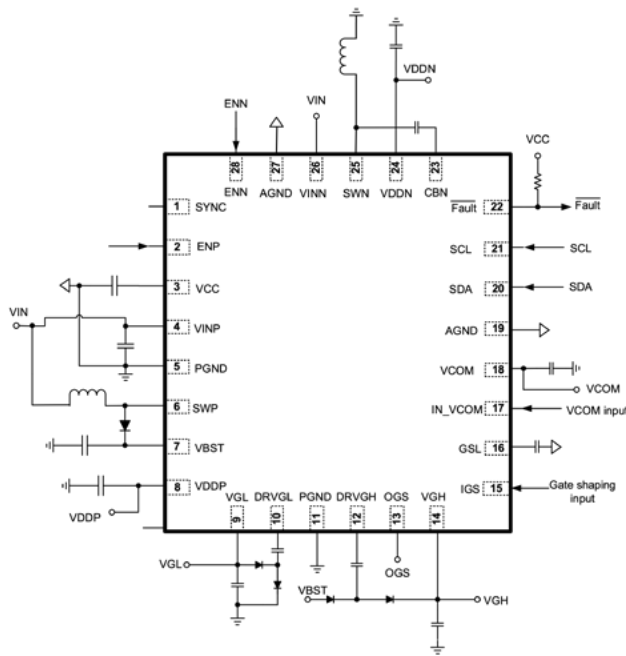 VDDN
ENN
VIN
VCC
28
27
26
25
24
23
ENN
AGND
VINN
SWN
VDDN
CBN
1
SYNC
Fault
22
Fault
2
ENP
SCL
21
SCL
3
VCC
SDA
20
SDA
VIN
4
VINP
AGND
19
5
PGND
VCOM
18
VCOM
6
SWP
IN_VCOM
17
VCOM input
7
VBST
GSL
16
8
VDDP
IGS
15
Gate shaping
input
VDDP
VGL
DRVGL
PGND
DRVGH
OGS
VGH
9
10
11
12
13
14
VGL
VBST
OGS
VGH